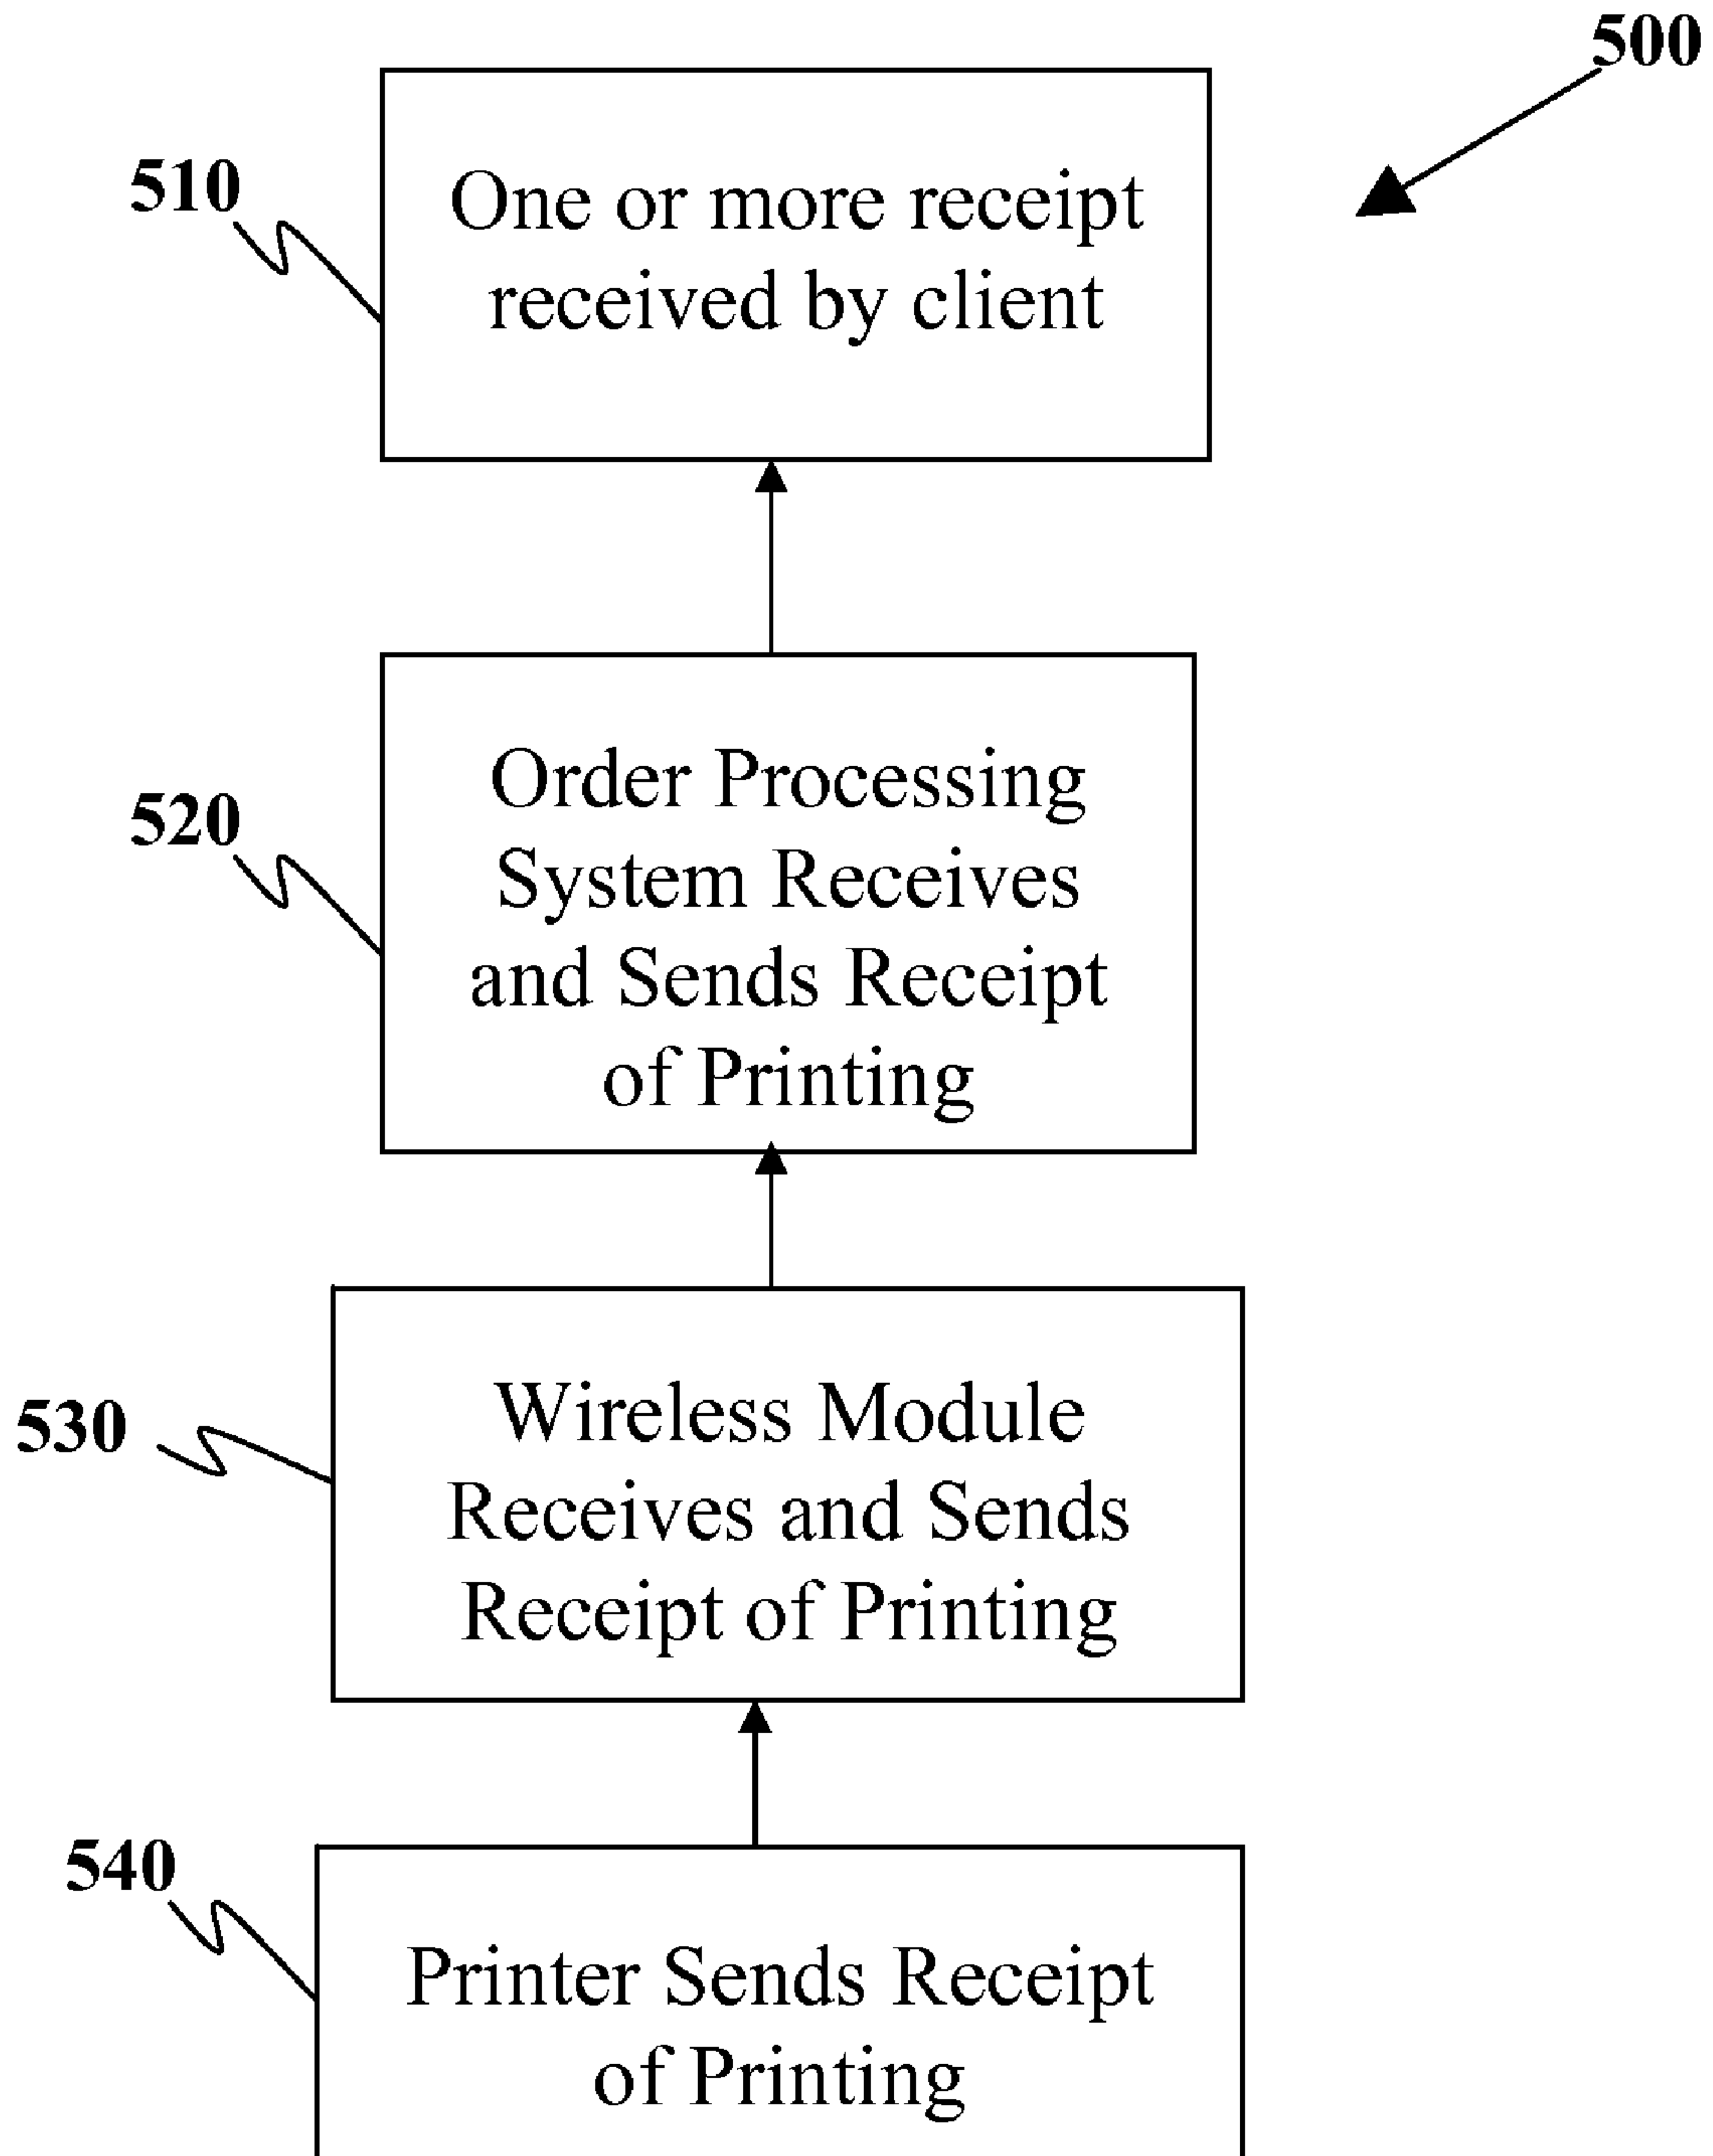 500
510
One or more receipt
received by client
520
Order Processing
System Receives
and Sends Receipt
of Printing
530
Wireless Module
Receives and Sends
Receipt of Printing
540
Printer Sends Receipt
of Printing